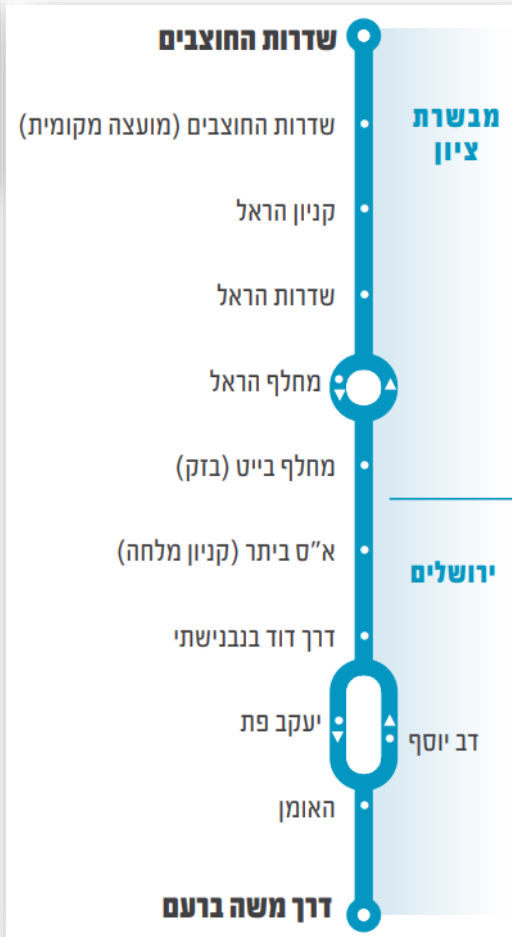 שדרות החוצבים
מבשרת
ציון
שדרות החוצבים (מועצה מקומית)
קניון הראל
שדרות הראל
מחלף הראל
מחלף בייט (בזק)
א"ס ביתר (קניון מלחה)
ירושלים
דרך דוד בנבנישתי
יעקב פת
דב יוסף
האומן
דרך משה ברעם